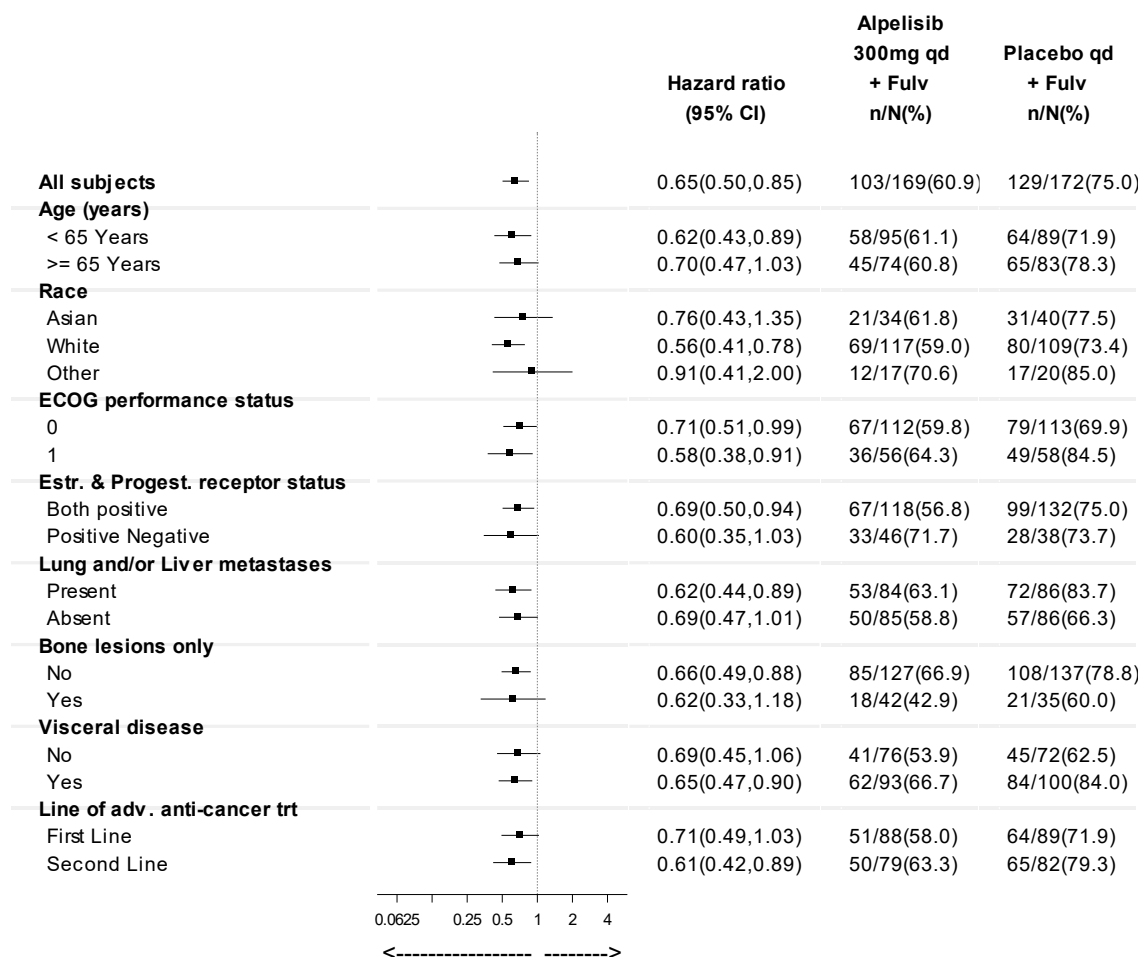 Alpelisib
300mg qd Placebo qd
Hazard ratio + Fulv + Fulv
(95% CI) n/N(%) n/N(%)
All subjects 0.65(0.50,0.85) 103/169(60.9) 129/172(75.0)
Age (years)
< 65 Years 0.62(0.43,0.89) 58/95(61.1) 64/89(71.9)
>= 65 Years 0.70(0.47,1.03) 45/74(60.8) 65/83(78.3)
Race
Asian 0.76(0.43,1.35) 21/34(61.8) 31/40(77.5)
White 0.56(0.41,0.78) 69/117(59.0) 80/109(73.4)
Other 0.91(0.41,2.00) 12/17(70.6) 17/20(85.0)
ECOG performance status
0 0.71(0.51,0.99) 67/112(59.8) 79/113(69.9)
1 0.58(0.38,0.91) 36/56(64.3) 49/58(84.5)
Estr. & Progest. receptor status
Both positive 0.69(0.50,0.94) 67/118(56.8) 99/132(75.0)
Positive Negative 0.60(0.35,1.03) 33/46(71.7) 28/38(73.7)
Lung and/or Liver metastases
Present 0.62(0.44,0.89) 53/84(63.1) 72/86(83.7)
Absent 0.69(0.47,1.01) 50/85(58.8) 57/86(66.3)
Bone lesions only
No 0.66(0.49,0.88) 85/127(66.9) 108/137(78.8)
Yes 0.62(0.33,1.18) 18/42(42.9) 21/35(60.0)
Visceral disease
No 0.69(0.45,1.06) 41/76(53.9) 45/72(62.5)
Yes 0.65(0.47,0.90) 62/93(66.7) 84/100(84.0)
Line of adv. anti-cancer trt
First Line 0.71(0.49,1.03) 51/88(58.0) 64/89(71.9)
Second Line 0.61(0.42,0.89) 50/79(63.3) 65/82(79.3)
0.0625 0.25 0.5 1 2 4
<----------------- -------->